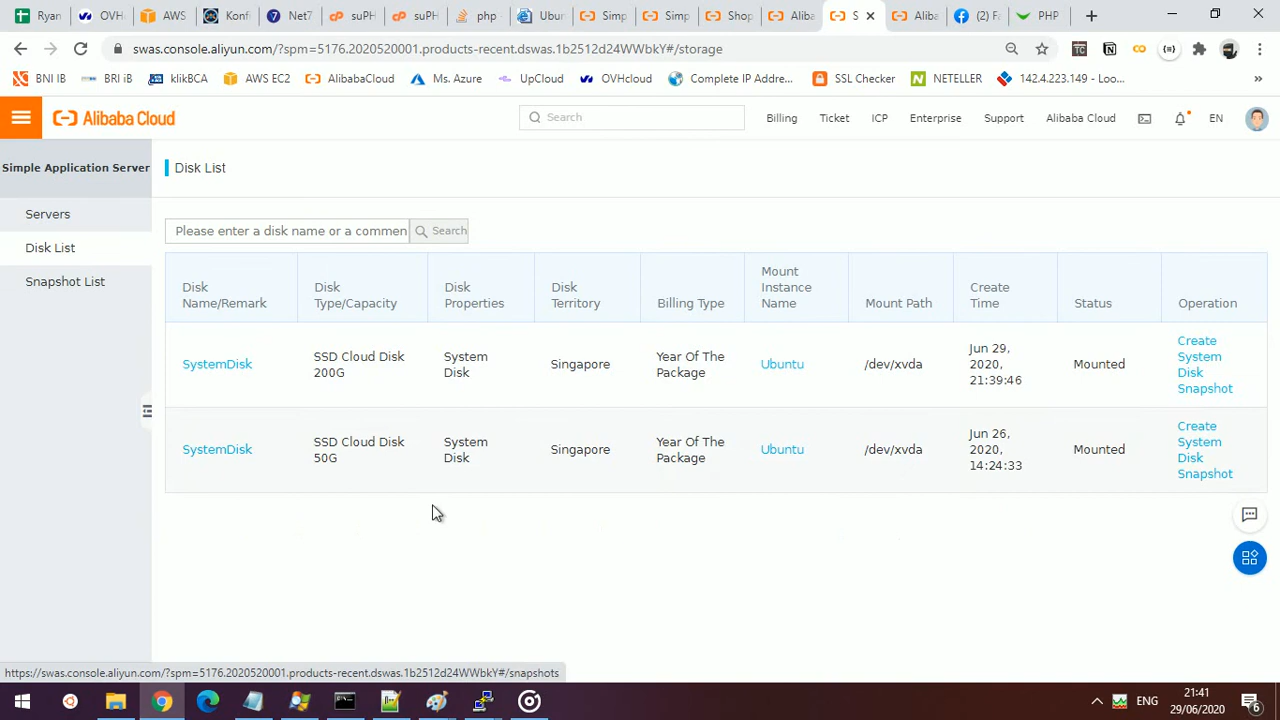 Ryan
OVH
AWS
Konf
Net7
suPH
suPH
php -
Ubun
Simp
Simp
Shop
Alib
S
Alib
(2) Fa
PHP
swas.console.aliyun.com/?spm=5176.2020520001.products-recent.dswas.1b2512d24WWbkY#/storage
BNI IB
BRI iB
klikBCA
AWS EC2
AlibabaCloud
Ms. Azure
UpCloud
OVHcloud
Complete IP Addre...
SSL Checker
NETELLER
142.4.223.149 - Loo...
»
Alibaba Cloud
Search
Billing
Ticket
ICP
Enterprise
Support
Alibaba Cloud
EN
Simple Application Server
Servers
Disk List
Snapshot List
Disk List
Please enter a disk name or a commen
Search
Disk
Name/Remark
Disk
Type/Capacity
Disk
Properties
Disk
Territory
Billing Type
Mount
Instance
Name
Mount Path
Create
Time
Status
Operation
SystemDisk
SSD Cloud Disk
200G
System
Disk
Singapore
Year Of The
Package
Ubuntu
/dev/xvda
Jun 29,
2020,
21:39:46
Mounted
Create
System
Disk
Snapshot
SystemDisk
SSD Cloud Disk
50G
System
Disk
Singapore
Year Of The
Package
Ubuntu
/dev/xvda
Jun 26,
2020,
14:24:33
Mounted
Create
System
Disk
Snapshot
https://swas.console.aliyun.com/?spm=5176.2020520001.products-recent.dswas.1b2512d24WWbkY#/snapshots
ENG
21:41
29/06/2020
6